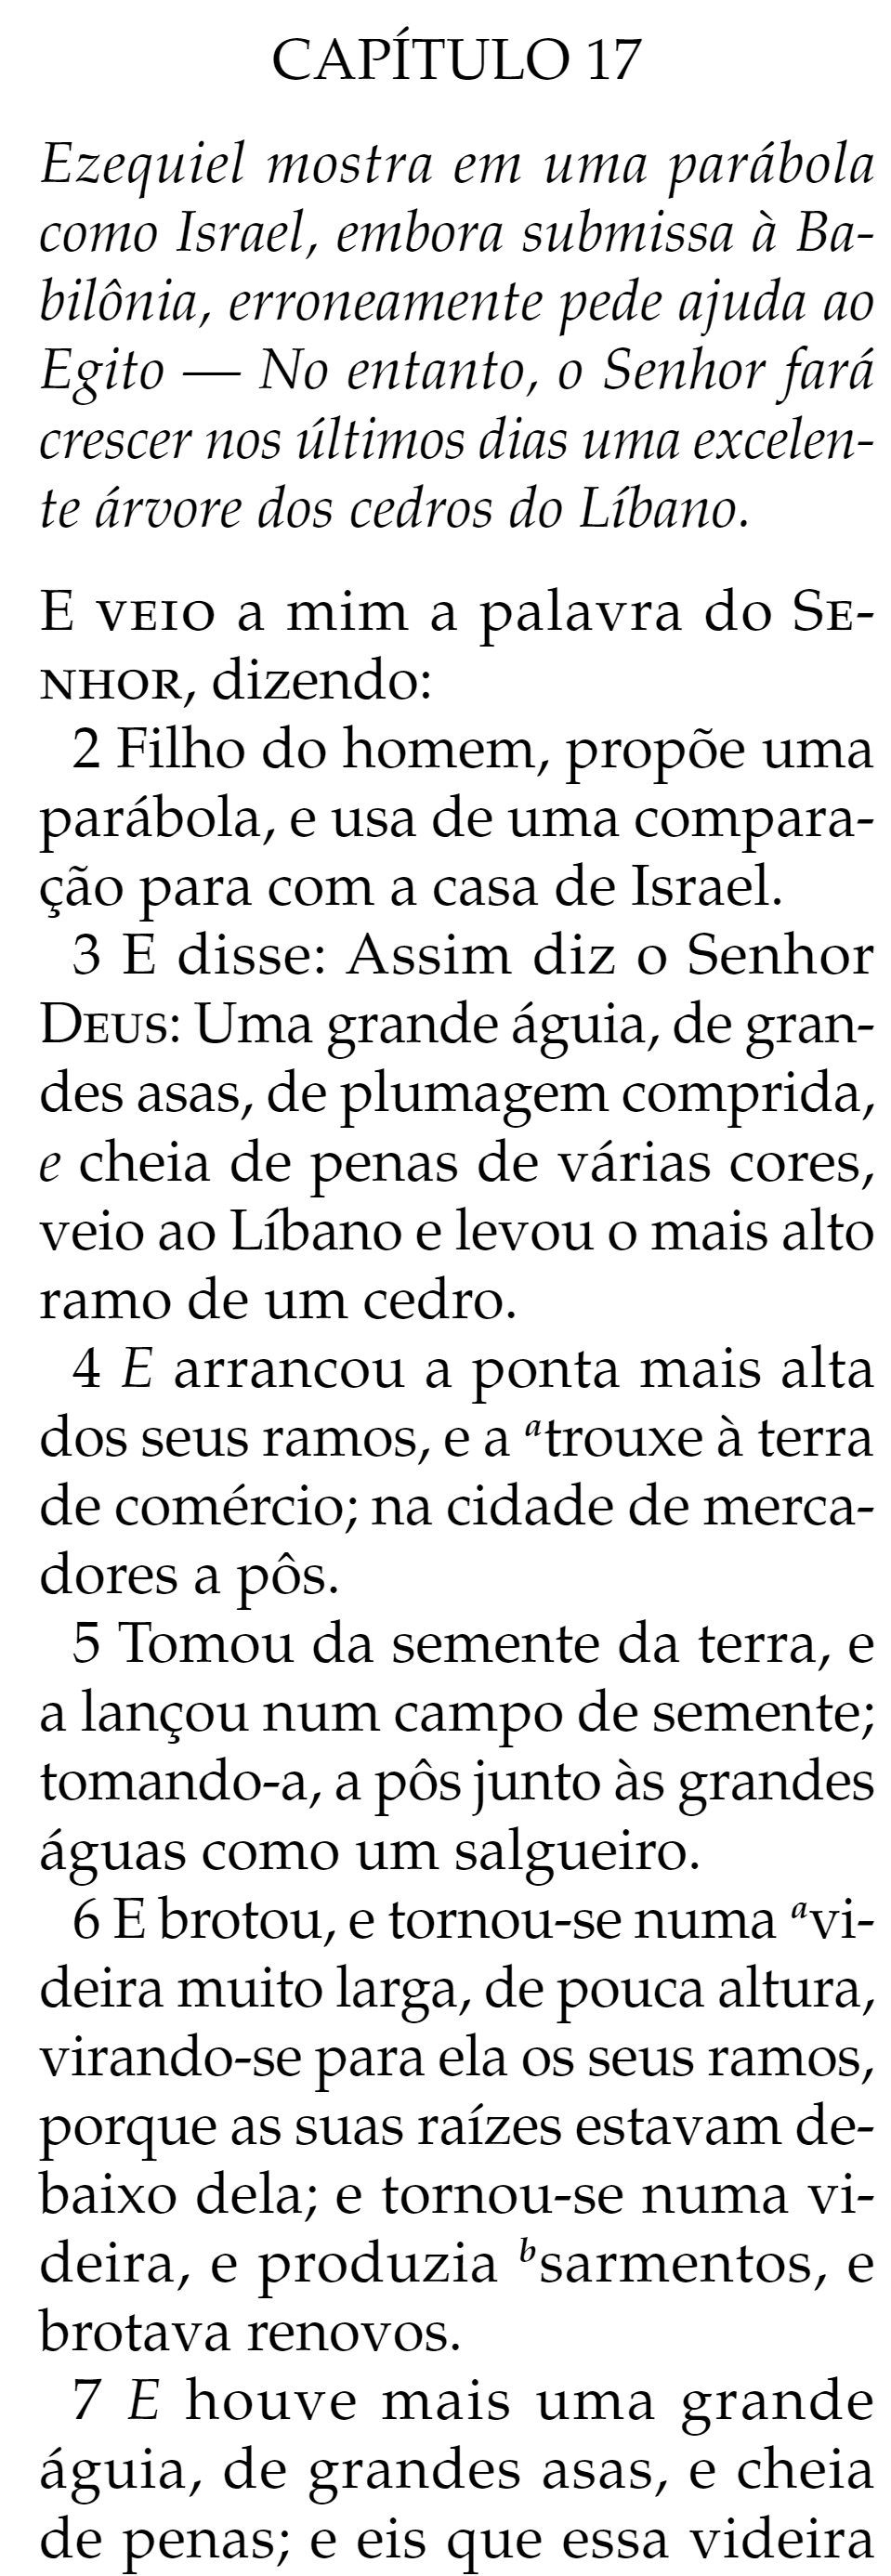 CAPÍTULO 17
Ezequiel mostra em uma parábola
como Israel, embora submissa à Ba-
bilônia, erroneamente pede ajuda ao
Egito — No entanto, o Senhor fará
crescer nos últimos dias uma excelen-
te árvore dos cedros do Líbano.
E VEIO a mim a palavra do SE-
NHOR, dizendo:
2 Filho do homem, propõe uma
parábola, e usa de uma compara-
ção para com a casa de Israel.
3 E disse: Assim diz o Senhor
DEUS: Uma grande águia, de gran-
des asas, de plumagem comprida,
e cheia de penas de várias cores,
veio ao Líbano e levou o mais alto
ramo de um cedro.
4 E arrancou a ponta mais alta
dos seus ramos, e a ᵃtrouxe à terra
de comércio; na cidade de merca-
dores a pôs.
5 Tomou da semente da terra, e
a lançou num campo de semente;
tomando-a, a pôs junto às grandes
águas como um salgueiro.
6 E brotou, e tornou-se numa ᵃvi-
deira muito larga, de pouca altura,
virando-se para ela os seus ramos,
porque as suas raízes estavam de-
baixo dela; e tornou-se numa vi-
deira, e produzia ᵇsarmentos, e
brotava renovos.
7 E houve mais uma grande
águia, de grandes asas, e cheia
de penas; e eis que essa videira